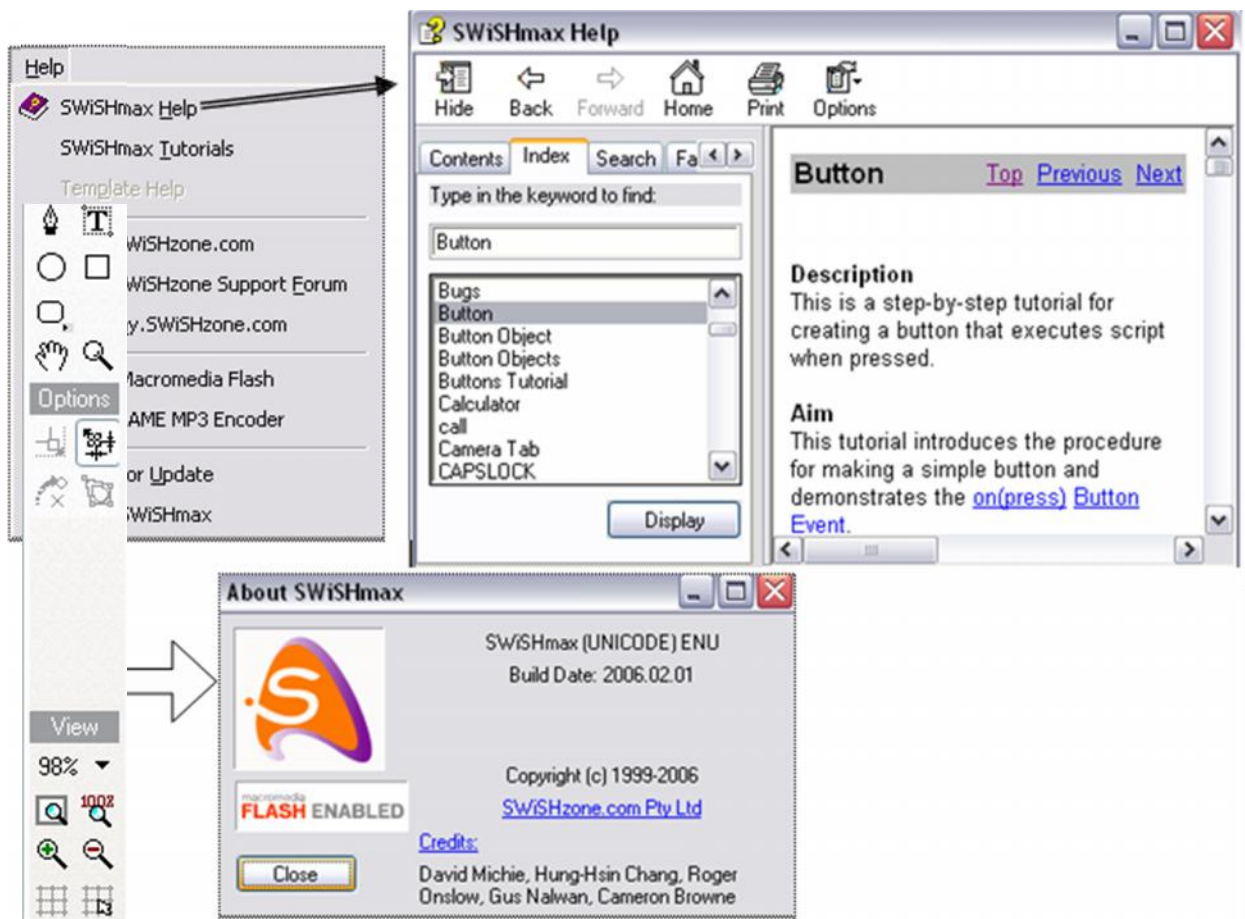 Help
SWiSHmax Help
SWiSHmax Tutorials
Template Help
WiSHzone.com
WiSHzone Support Forum
y.SWiSHzone.com
Macromedia Flash
AME MP3 Encoder
or Update
SWiSHmax
T
Options
View
98%
100%
SWiSHmax Help
Hide Back Forward Home Print Options
Contents Index Search Fa
Type in the keyword to find:
Button
Bugs
Button
Button Object
Button Objects
Buttons Tutorial
Calculator
call
Camera Tab
CAPSLOCK
Display
Button Top Previous Next
Description
This is a step-by-step tutorial for
creating a button that executes script
when pressed.
Aim
This tutorial introduces the procedure
for making a simple button and
demonstrates the on(press) Button
Event.
About SWiSHmax
SWiSHmax (UNICODE) ENU
Build Date: 2006.02.01
Copyright (c) 1999-2006
SWiSHzone.com Pty Ltd
macromedia
FLASH ENABLED
Credits:
David Michie, Hung-Hsin Chang, Roger
Onslow, Gus Nalwan, Cameron Browne
Close